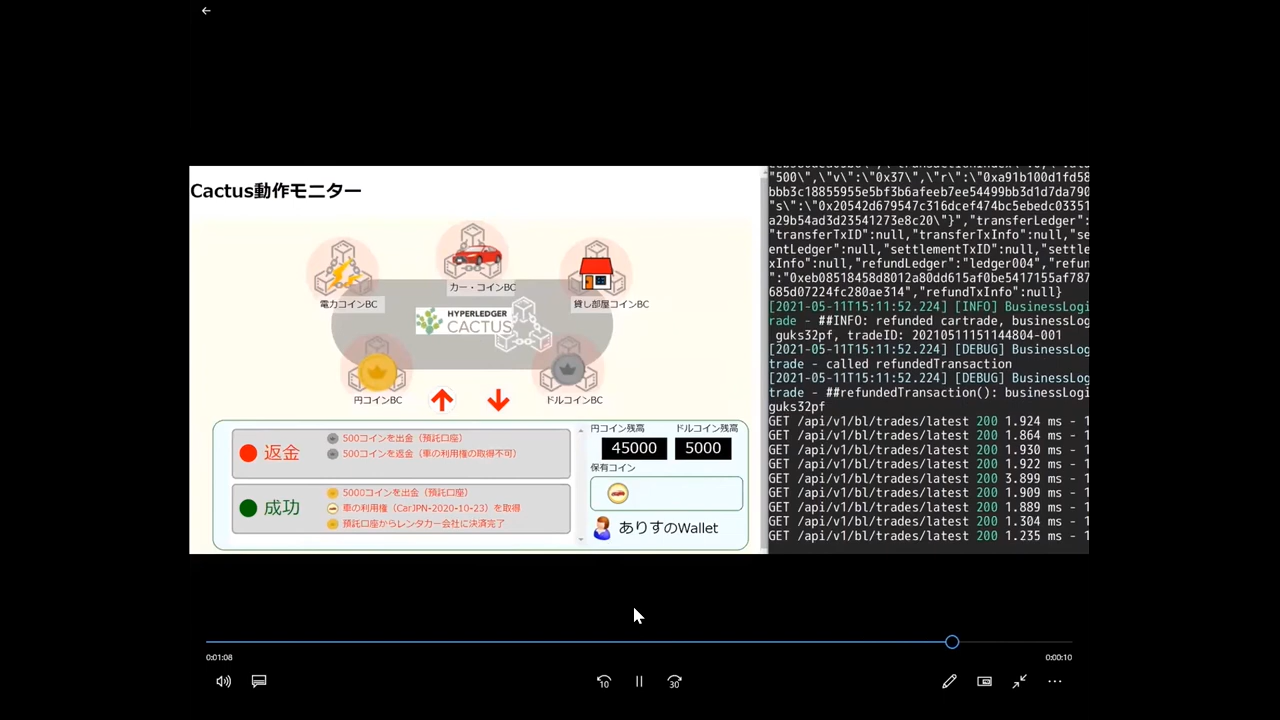 Cactus動作モニター
電力コインBC
カー・コインBC
貸し部屋コインBC
HYPERLEDGER
CACTUS
円コインBC
ドルコインBC
返金
500コインを出金（預託口座）
500コインを返金（車の利用権の取得不可）
成功
5000コインを出金（預託口座）
車の利用権（CarJPN-2020-10-23）を取得
預託口座からレンタカー会社に決済完了
円コイン残高
ドルコイン残高
45000
5000
保有コイン
ありすのWallet
"500\",\"v\":\"0x37\",\"r\":\"0xa91b100d1fd58
bbb3c18855955e5bf3b6afeeb7ee54499bb3d1d7da790
"s\":\"0x20542d679547c316dcef474bc5ebedc03351
a29b54ad3d23541273e8c20\"}","transferLedger":
"transferTxID":null,"transferTxInfo":null,"se
entLedger":null,"settlementTxID":null,"settle
xInfo":null,"refundLedger":"ledger004","refun
":"0xeb08518458d8012a80dd615af0be5417155af787
685d07224fc280ae314","refundTxInfo":null}
[2021-05-11T15:11:52.224] [INFO] BusinessLogi
rade - ##INFO: refunded cartrade, businessLog
guks32pf, tradeID: 20210511151144804-001
[2021-05-11T15:11:52.224] [DEBUG] BusinessLog
trade - called refundedTransaction
[2021-05-11T15:11:52.224] [DEBUG] BusinessLog
trade - ##refundedTransaction(): businessLogi
guks32pf
GET /api/v1/bl/trades/latest 200 1.924 ms - 1
GET /api/v1/bl/trades/latest 200 1.864 ms - 1
GET /api/v1/bl/trades/latest 200 1.930 ms - 1
GET /api/v1/bl/trades/latest 200 1.922 ms - 1
GET /api/v1/bl/trades/latest 200 3.899 ms - 1
GET /api/v1/bl/trades/latest 200 1.909 ms - 1
GET /api/v1/bl/trades/latest 200 1.889 ms - 1
GET /api/v1/bl/trades/latest 200 1.304 ms - 1
GET /api/v1/bl/trades/latest 200 1.235 ms - 1
0:01:08
0:00:10
10
30